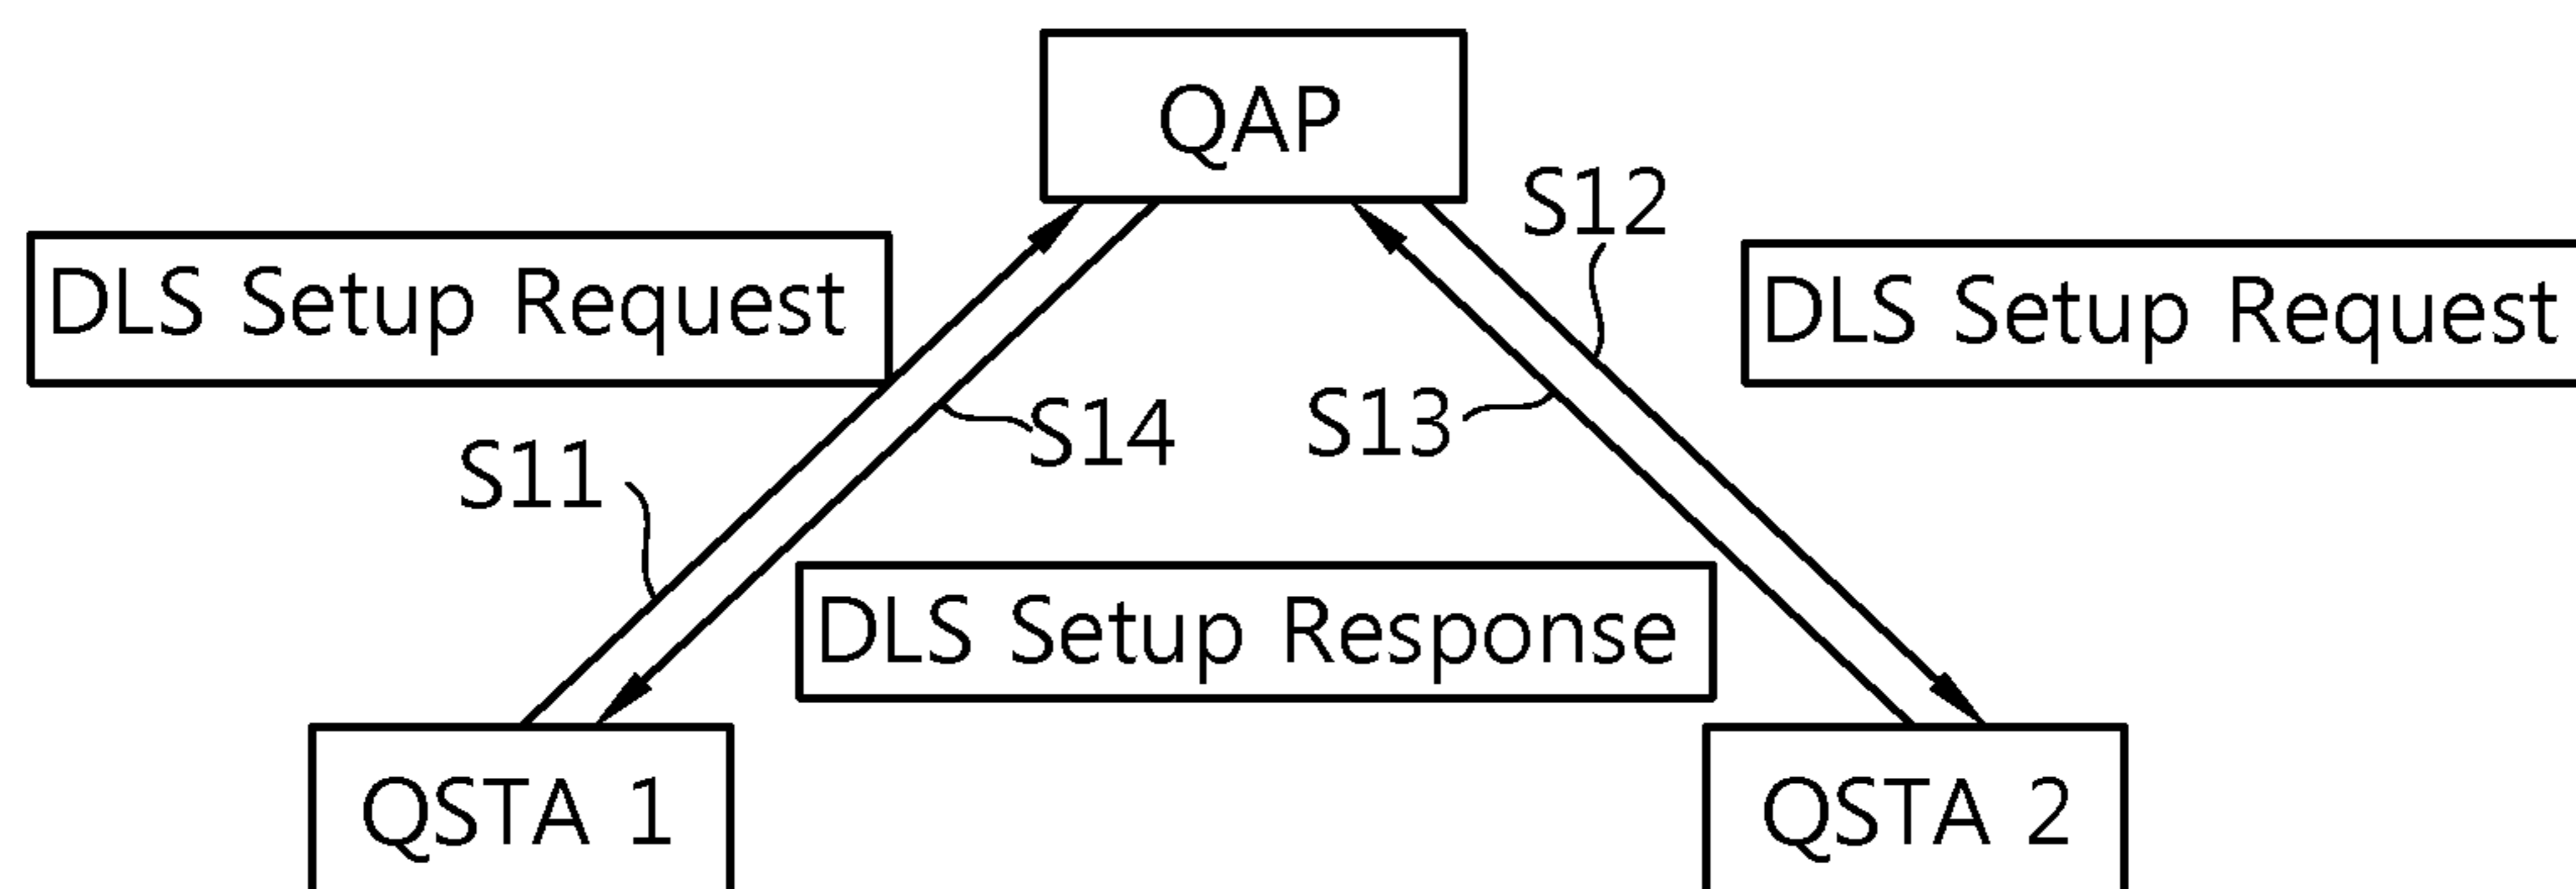 QAP
S12
DLS Setup Request
DLS Setup Request
S14
S13
S11
DLS Setup Response
QSTA 1
QSTA 2